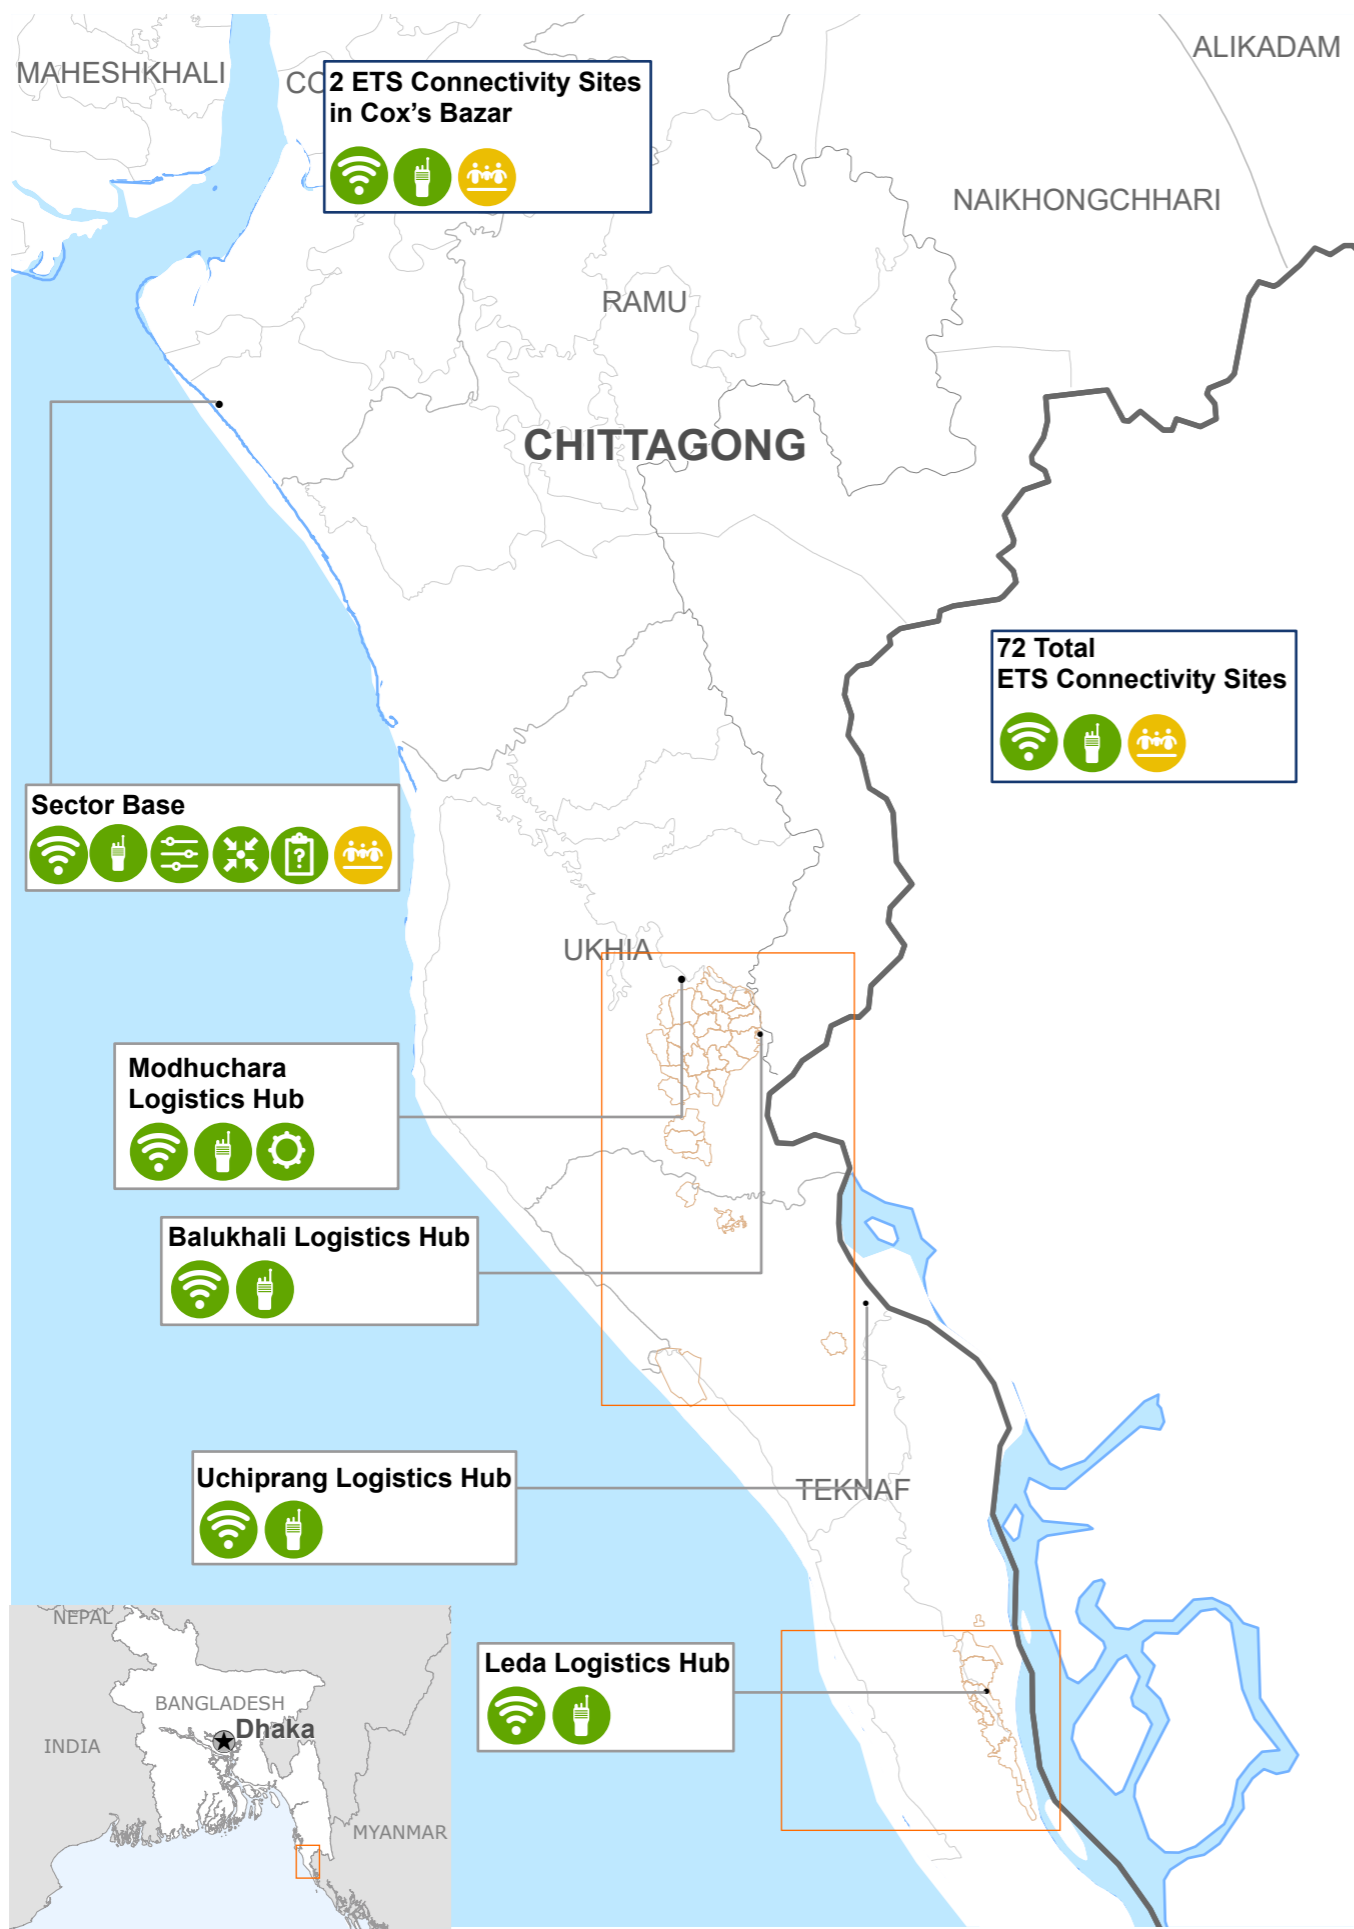 MAHESHKHALI
CO
2 ETS Connectivity Sites
in Cox's Bazar
ALIKADAM
NAIKHONGCHHARI
RAMU
CHITTAGONG
72 Total
ETS Connectivity Sites
Sector Base
?
UKHIA
Modhuchara
Logistics Hub
Balukhali Logistics Hub
Uchiprang Logistics Hub
TEKNAF
Leda Logistics Hub
NEPAL
BANGLADESH
Dhaka
INDIA
MYANMAR